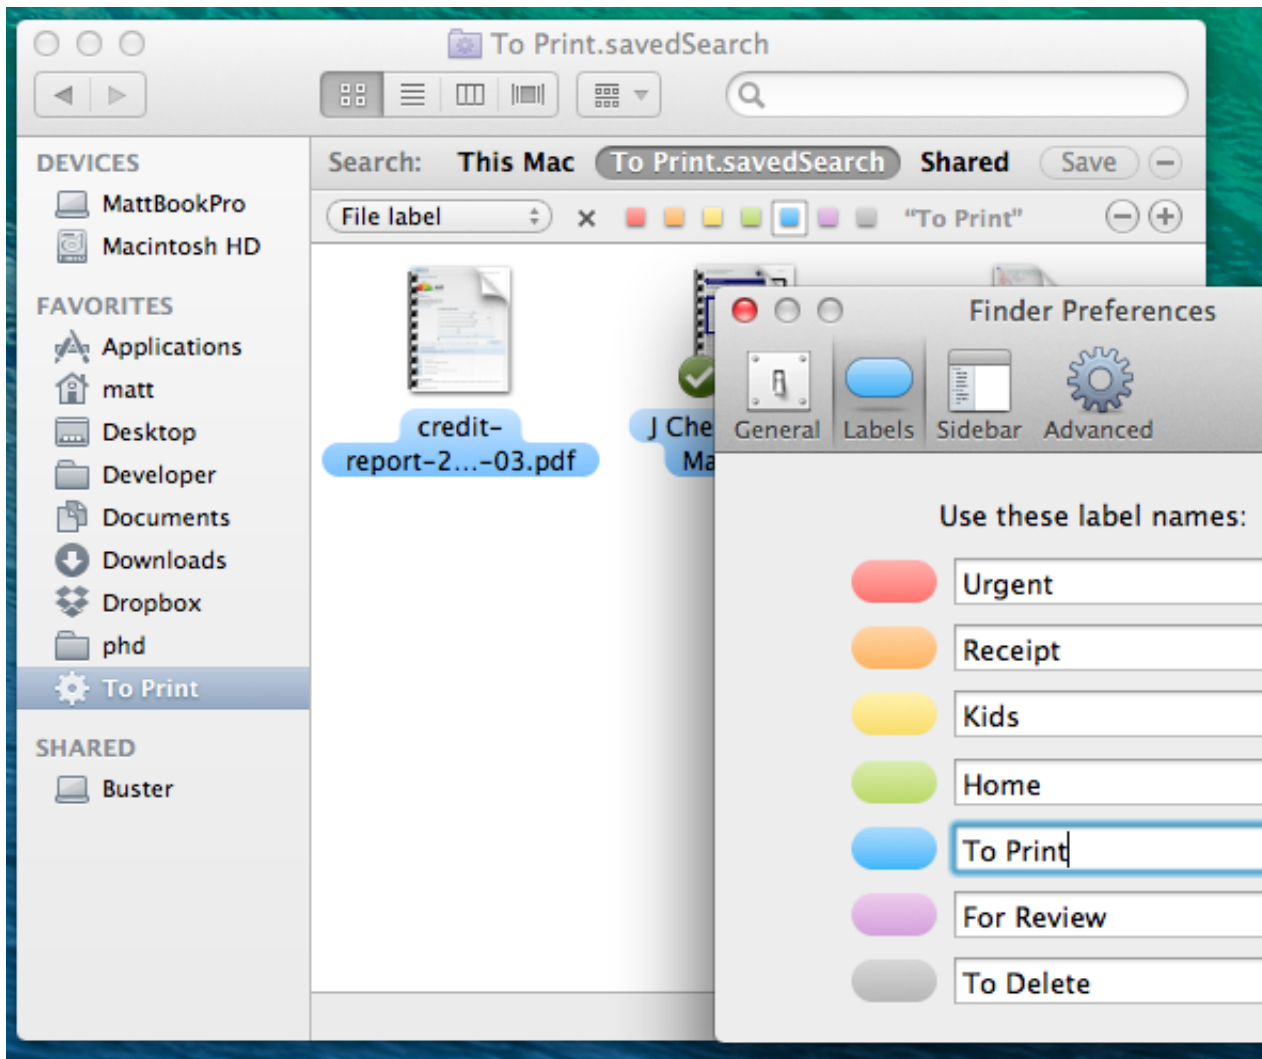 To Print.savedSearch
DEVICES
MattBookPro
Macintosh HD
FAVORITES
Applications
matt
Desktop
Developer
Documents
Downloads
Dropbox
phd
To Print
SHARED
Buster
Search: This Mac To Print.savedSearch Shared Save
File label "To Print"
credit-
report-2...-03.pdf
J Che
Ma
Finder Preferences
General Labels Sidebar Advanced
Use these label names:
Urgent
Receipt
Kids
Home
To Print
For Review
To Delete